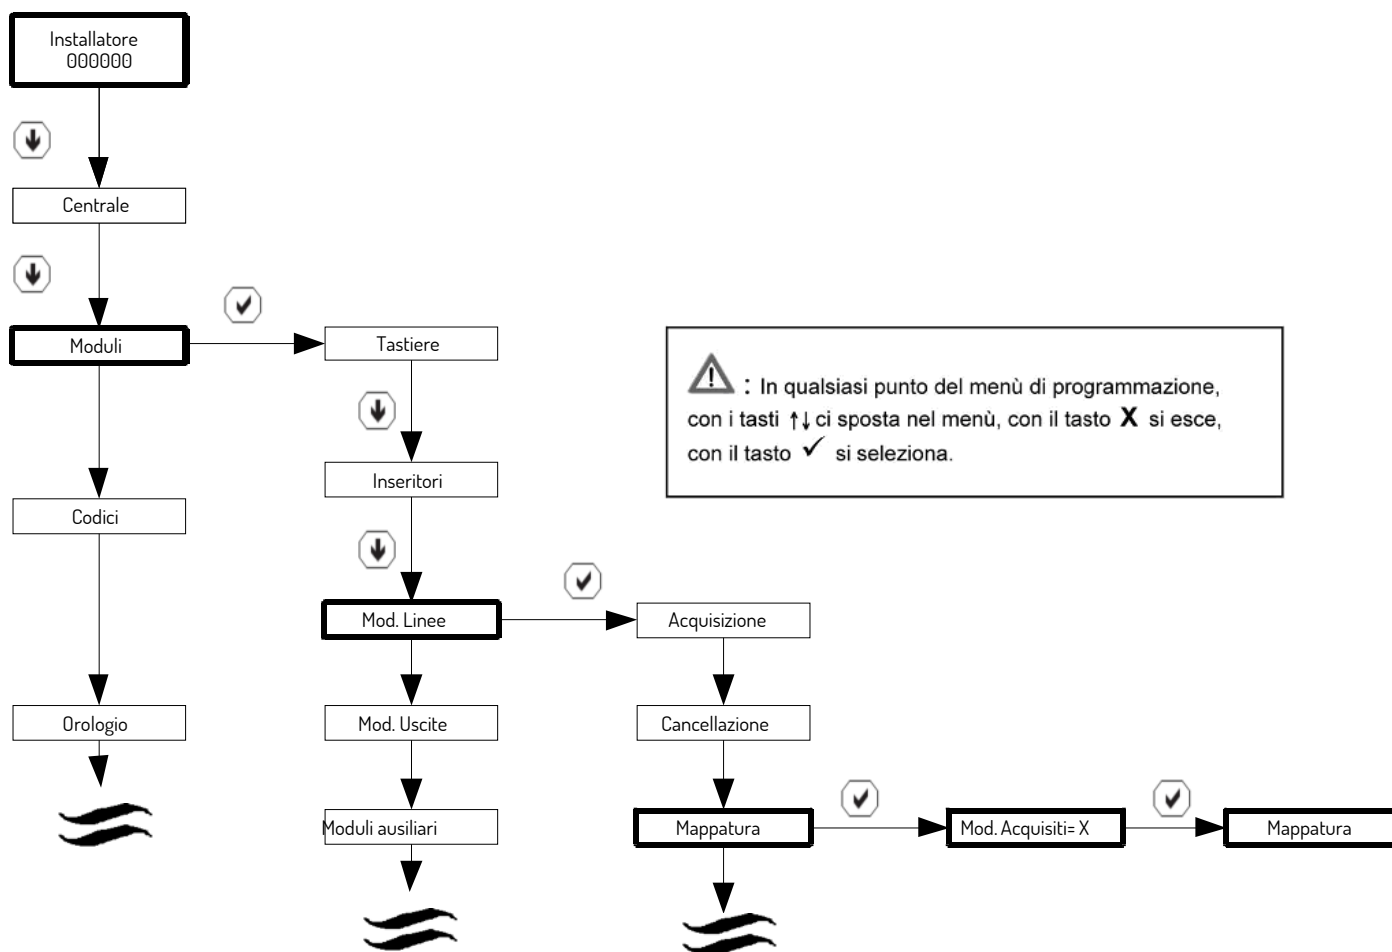 Installatore
000000
Centrale
Moduli
Tastiere
: In qualsiasi punto del menù di programmazione,
con i tasti ↑↓ ci sposta nel menù, con il tasto X si esce,
con il tasto ✓ si seleziona.
Inseritori
Codici
Mod. Linee
Acquisizione
Orologio
Mod. Uscite
Cancellazione
Moduli ausiliari
Mappatura
Mod. Acquisiti= X
Mappatura